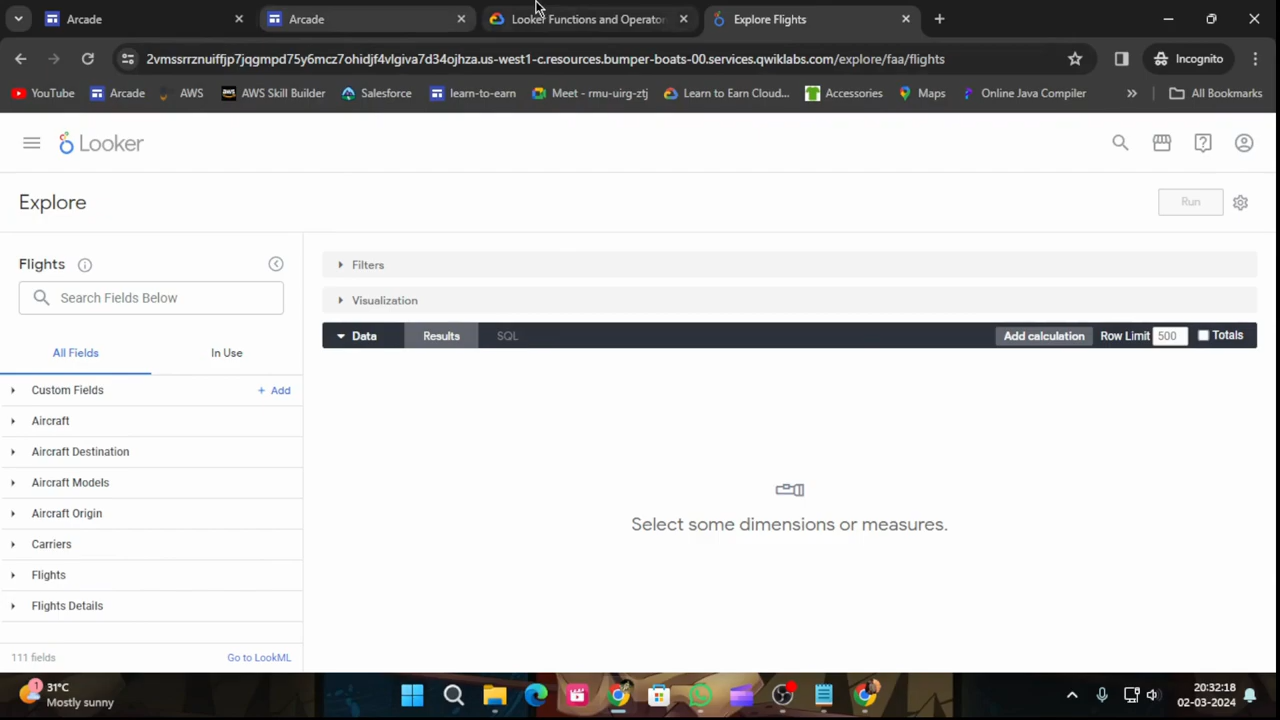 Arcade
Arcade
Looker Functions and Operator
Explore Flights
2vmssrrznuiffjp7jqgmpd75y6mcz7ohidjf4vlgiva7d34ojhza.us-west1-c.resources.bumper-boats-00.services.qwiklabs.com/explore/faa/flights
Incognito
YouTube
Arcade
AWS
AWS Skill Builder
Salesforce
learn-to-earn
Meet - rmu-uirg-ztj
Learn to Earn Cloud...
Accessories
Maps
Online Java Compiler
All Bookmarks
Looker
Explore
Run
Flights
Search Fields Below
All Fields
In Use
Custom Fields
+ Add
Aircraft
Aircraft Destination
Aircraft Models
Aircraft Origin
Carriers
Flights
Flights Details
111 fields
Go to LookML
Filters
Visualization
Data
Results
SQL
Add calculation
Row Limit 500
Totals
Select some dimensions or measures.
1
31°C
Mostly sunny
20:32:18
02-03-2024